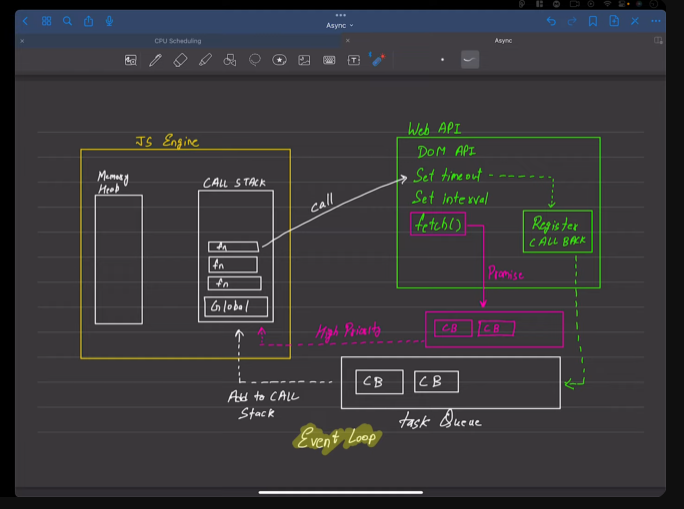 Async
CPU Scheduling
Async
JS Engine
Memory
Heap
CALL STACK
fn
fn
fn
Global
call
Web API
DOM API
Set timeout
Set interval
fetch()
Register
CALL BACK
Promise
CB
CB
High Priority
CB
CB
Add to CALL
Stack
task Queue
Event Loop